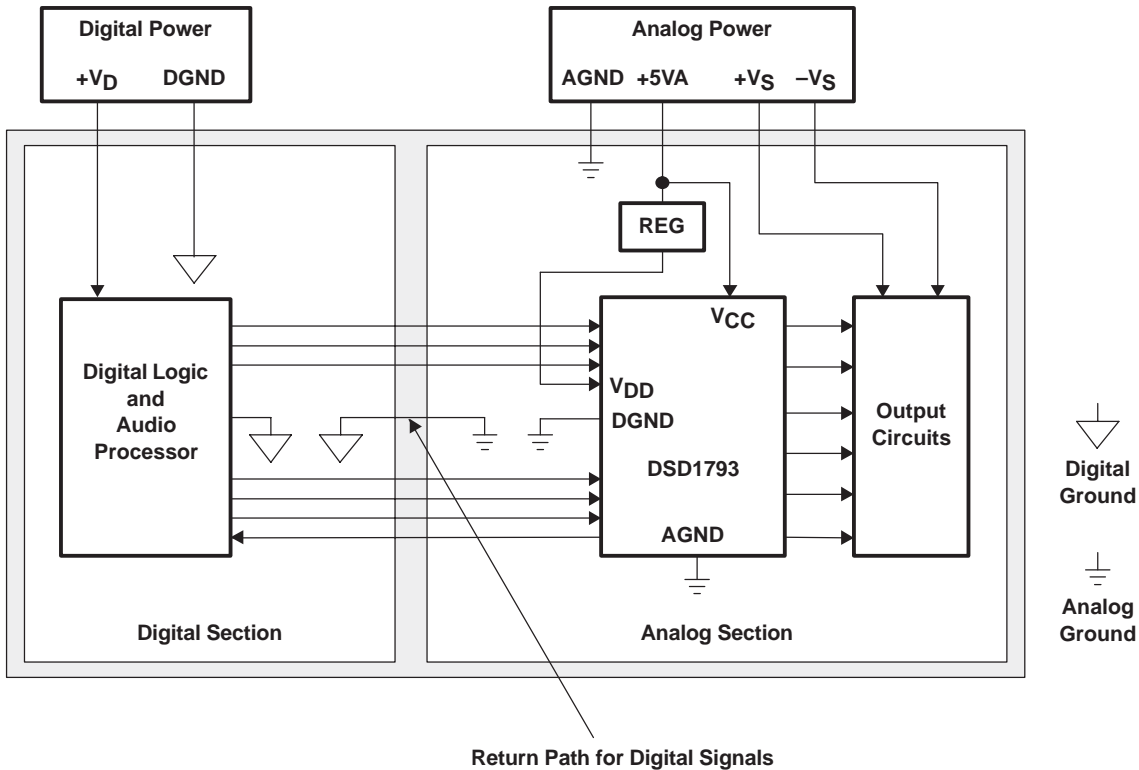 Digital Power
+VD DGND
Analog Power
AGND +5VA +VS –VS
REG
VCC
Digital Logic
and
Audio
Processor
VDD
DGND
DSD1793
AGND
Output
Circuits
Digital
Ground
Analog
Ground
Digital Section
Analog Section
Return Path for Digital Signals